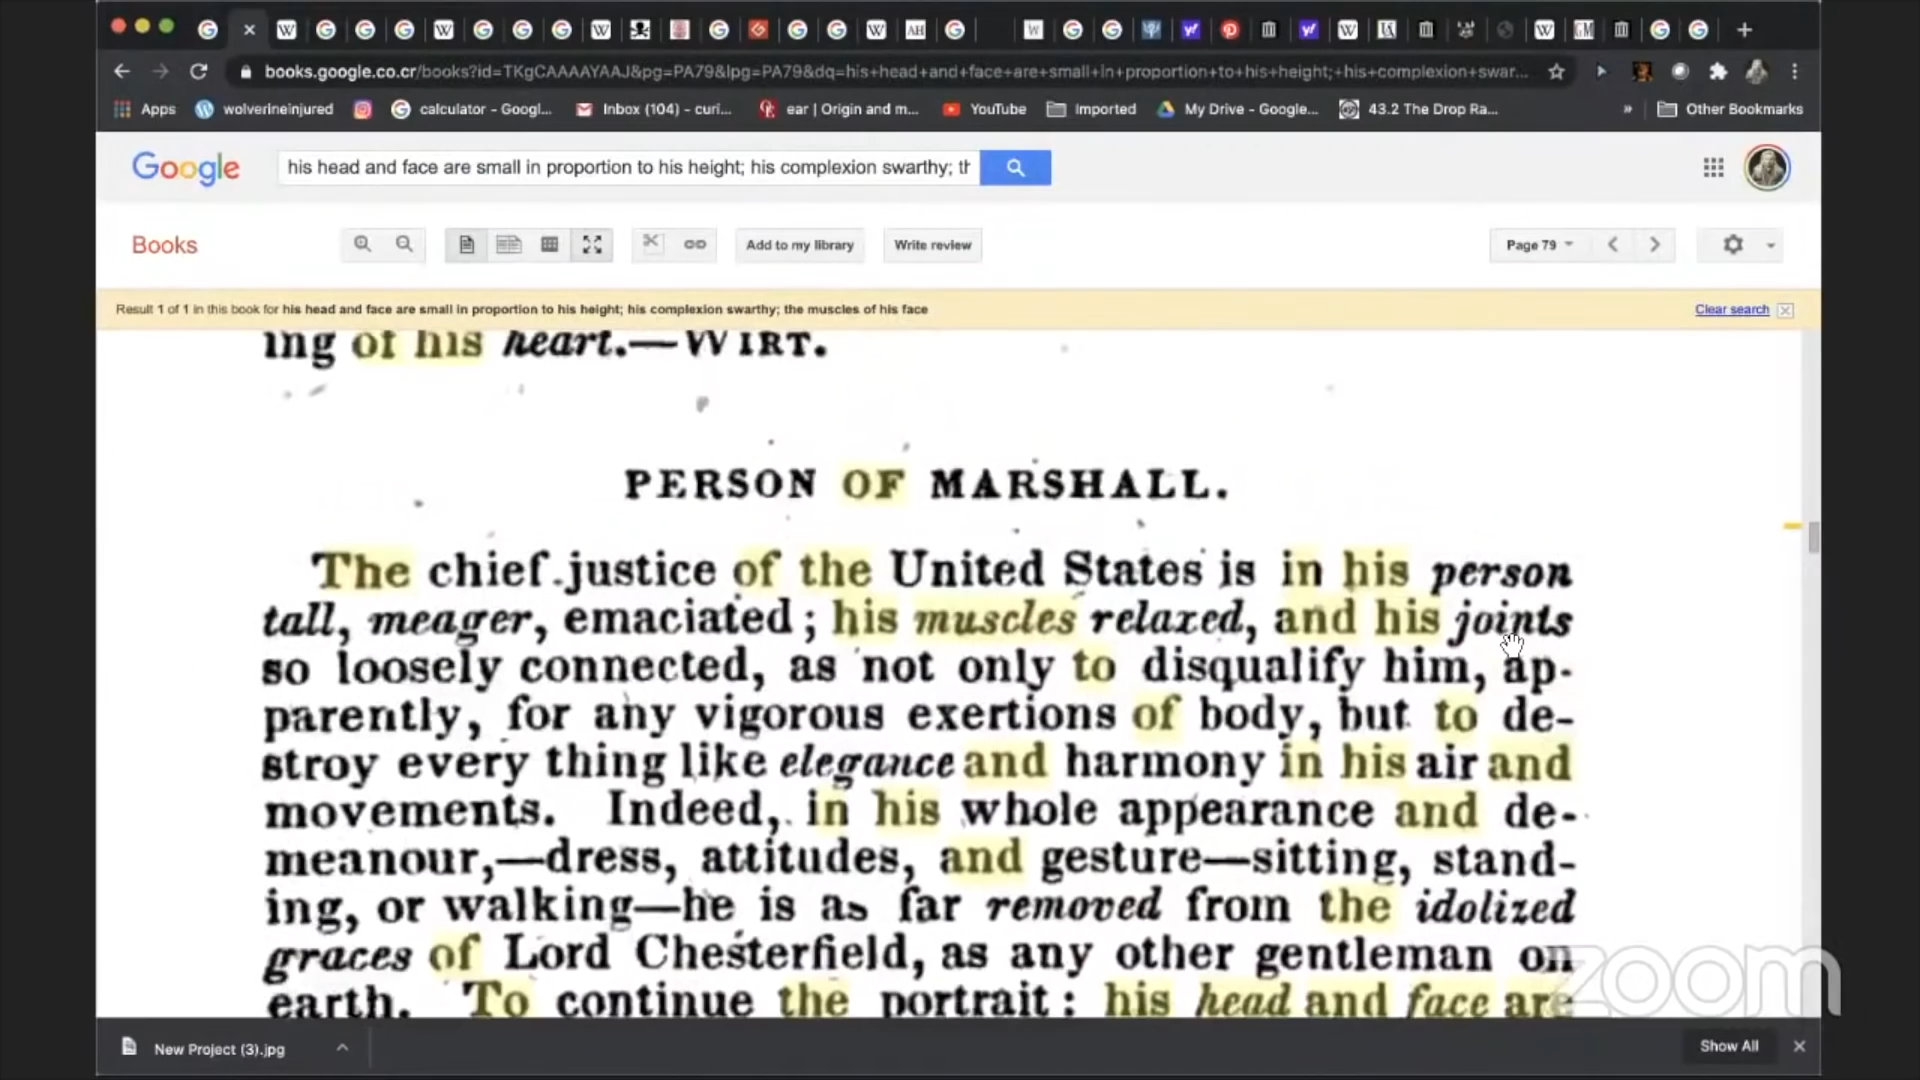 books.google.co.cr/books?id=TKgCAAAAYAAJ&pg=PA79&lpg=PA79&dq=his+head+and+face+are+small+in+proportion+to+his+height;+his+complexion+swar...
Apps wolverineinjured calculator - Googl... Inbox (104) - curi... ear | Origin and m... YouTube Imported My Drive - Google... 43.2 The Drop Ra... » Other Bookmarks
Google his head and face are small in proportion to his height; his complexion swarthy; th
Books Add to my library Write review Page 79
Result 1 of 1 in this book for his head and face are small in proportion to his height; his complexion swarthy; the muscles of his face Clear search
ing of his heart.—WIRT.
PERSON OF MARSHALL.
The chief justice of the United States is in his person
tall, meager, emaciated; his muscles relaxed, and his joints
so loosely connected, as not only to disqualify him, ap-
parently, for any vigorous exertions of body, but to de-
stroy every thing like elegance and harmony in his air and
movements. Indeed, in his whole appearance and de-
meanour,—dress, attitudes, and gesture—sitting, stand-
ing, or walking—he is as far removed from the idolized
graces of Lord Chesterfield, as any other gentleman on
earth. To continue the portrait: his head and face are
zoom
New Project (3).jpg Show All